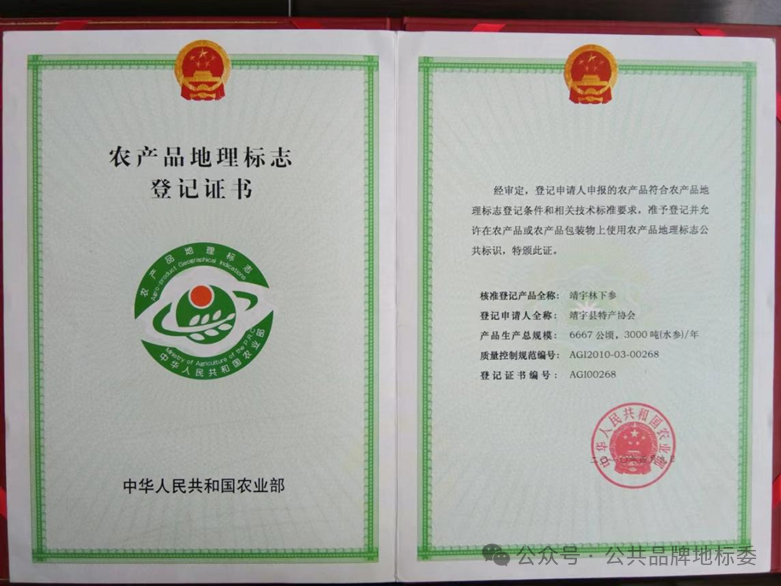 农产品地理标志
登记证书
农产品地理标志
Agro-product Geographical Indications
Ministry of Agriculture of the P.R.C
中华人民共和国农业部
中华人民共和国农业部
经审定，登记申请人申报的农产品符合农产品地
理标志登记条件和相关技术标准要求，准予登记并允
许在农产品或农产品包装物上使用农产品地理标志公
共标识，特颁此证。
核准登记产品全称： 靖宇林下参
登记申请人全称： 靖宇县特产协会
产品生产总规模： 6667 公顷，3000 吨(水参)/年
质量控制规范编号： AGI2010-03-00268
登记证书编号： AGI00268
中华人民共和国农业部
公众号 · 公共品牌地标委